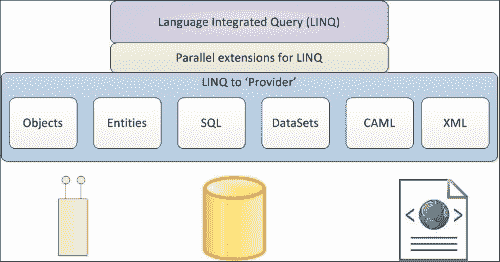 Language Integrated Query (LINQ)
Parallel extensions for LINQ
LINQ to ‘Provider’
Objects
Entities
SQL
DataSets
CAML
XML